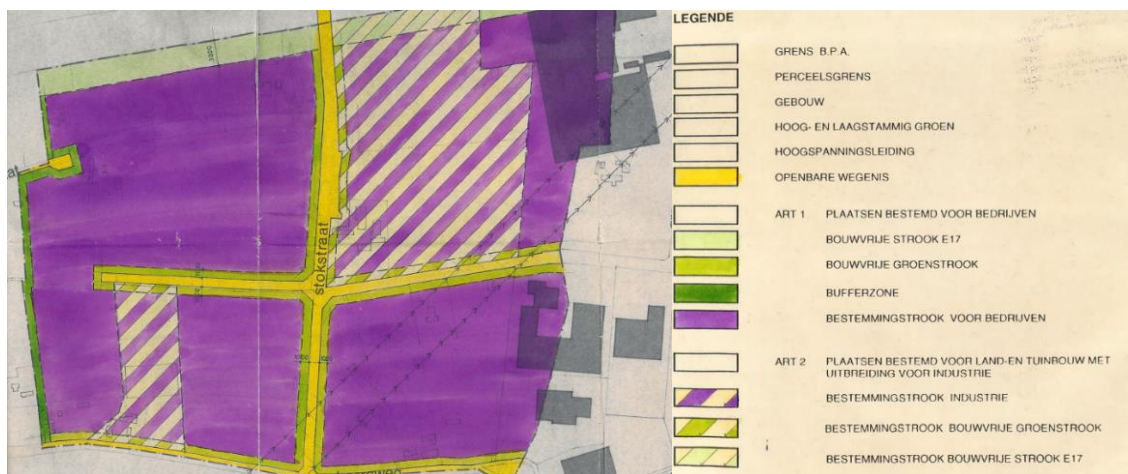 stokstraat
LEGENDE
GRENS B.P.A.
PERCEELSGRENS
GEBOUW
HOOG- EN LAAGSTAMMIG GROEN
HOOGSPANNINGSLEIDING
OPENBARE WEGENIS
ART 1 PLAATSEN BESTEMD VOOR BEDRIJVEN
BOUWVRIJE STROOK E17
BOUWVRIJE GROENSTROOK
BUFFERZONE
BESTEMMINGSTROOK VOOR BEDRIJVEN
ART 2 PLAATSEN BESTEMD VOOR LAND-EN TUINBOUW MET
UITBREIDING VOOR INDUSTRIE
BESTEMMINGSTROOK INDUSTRIE
BESTEMMINGSTROOK BOUWVRIJE GROENSTROOK
BESTEMMINGSTROOK BOUWVRIJE STROOK E17